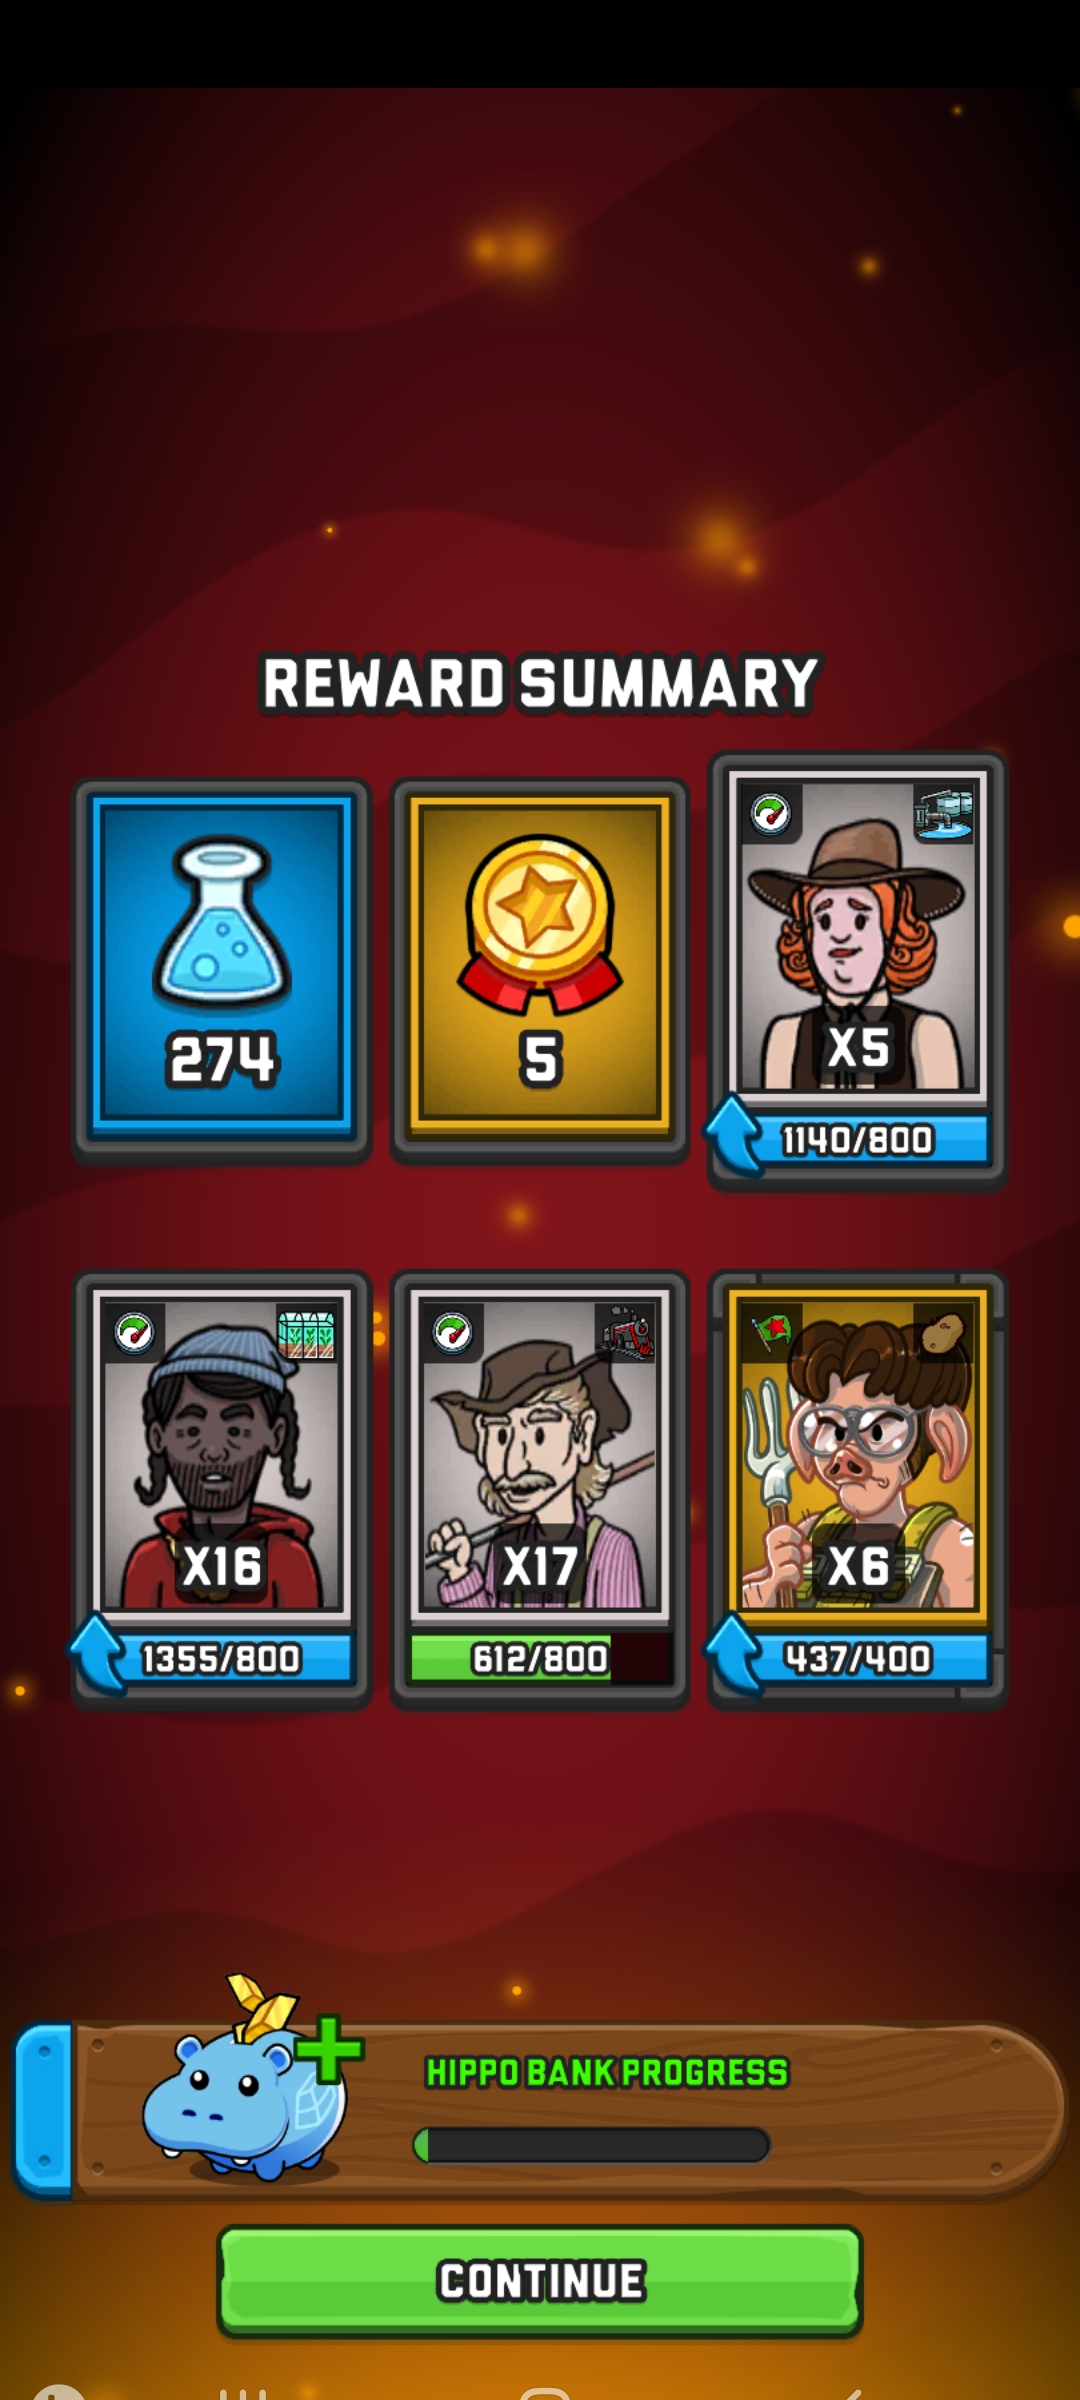 REWARD SUMMARY
274
5
X5
1140/800
X16
1355/800
X17
612/800
X6
437/400
HIPPO BANK PROGRESS
CONTINUE